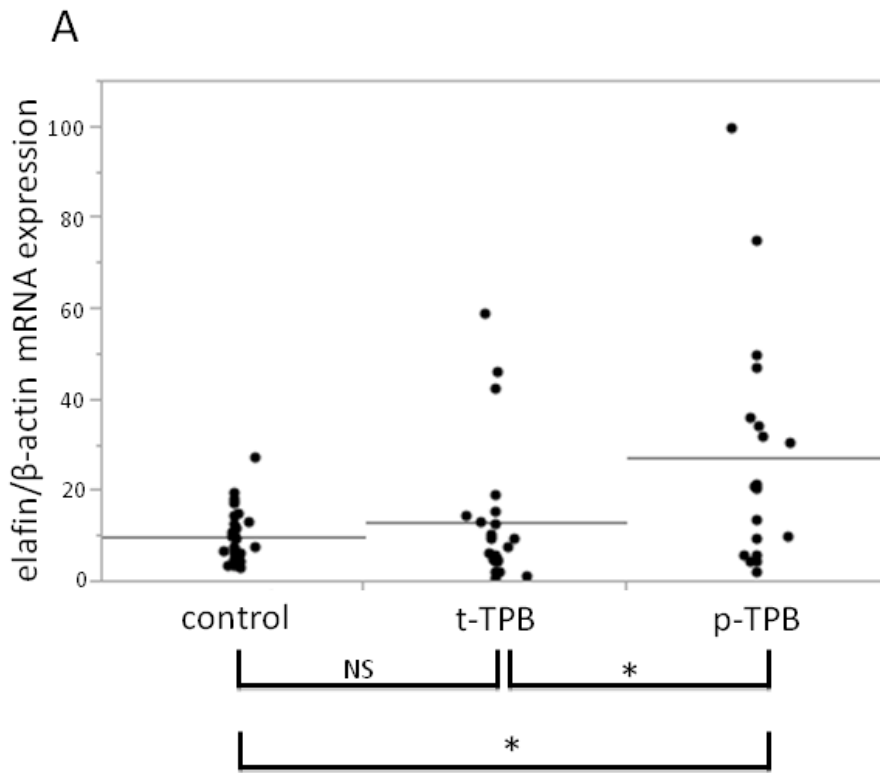 A
elafin/β-actin mRNA expression
100
80
60
40
20
0
control t-TPB p-TPB
NS *
*